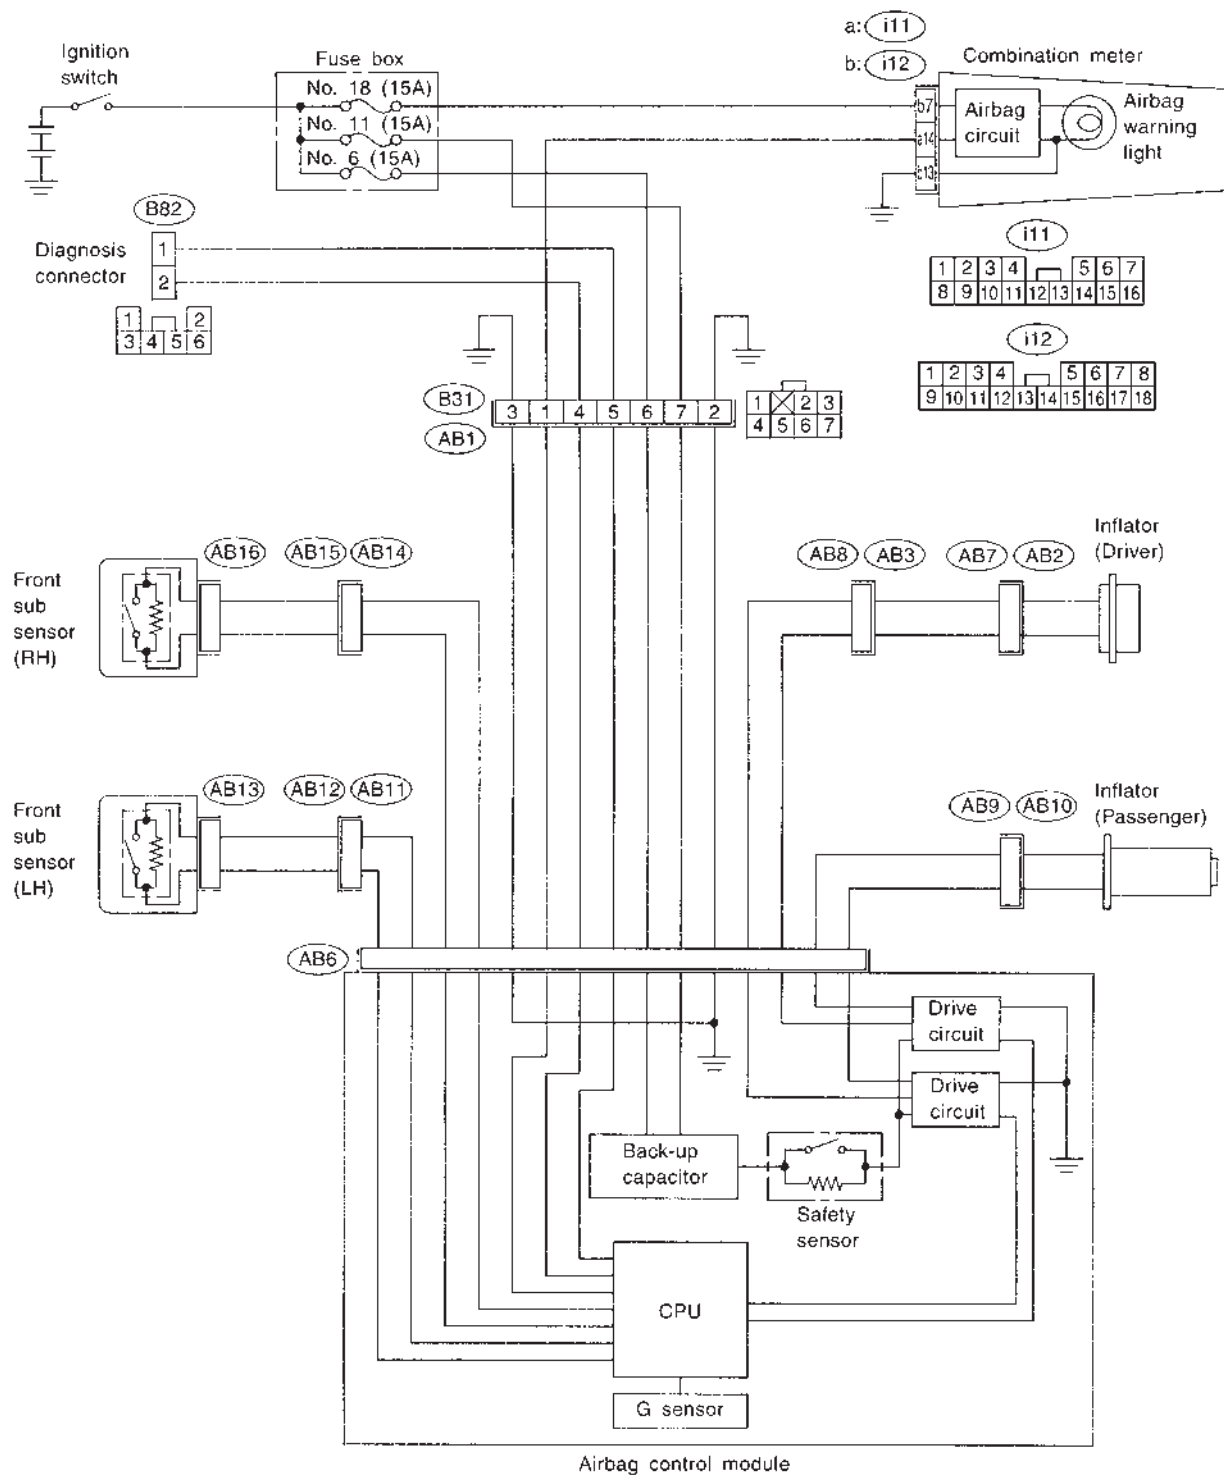 a: i11
Ignition
switch
Fuse box
b: i12
Combination meter
No. 18 (15A)
No. 11 (15A)
No. 6 (15A)
b7
a14
c13
Airbag
circuit
Airbag
warning
light
B82
1
2
Diagnosis
connector
1 2
3 4 5 6
i11
1 2 3 4 5 6 7
8 9 10 11 12 13 14 15 16
i12
1 2 3 4 5 6 7 8
9 10 11 12 13 14 15 16 17 18
B31
AB1
3 1 4 5 6 7 2
1 2 3
4 5 6 7
AB16 AB15 AB14
Front
sub
sensor
(RH)
AB8 AB3 AB7 AB2
Inflator
(Driver)
AB13 AB12 AB11
Front
sub
sensor
(LH)
AB9 AB10
Inflator
(Passenger)
AB6
Drive
circuit
Drive
circuit
Back-up
capacitor
Safety
sensor
CPU
G sensor
Airbag control module